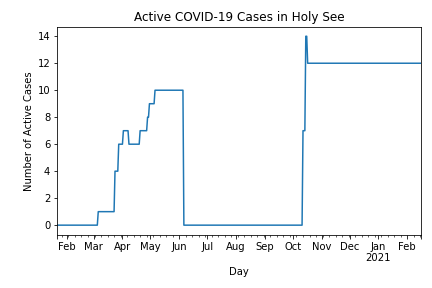 Active COVID-19 Cases in Holy See
14
12
10
8
6
4
2
0
Number of Active Cases
Feb Mar Apr May Jun Jul Aug Sep Oct Nov Dec Jan Feb
2021
Day